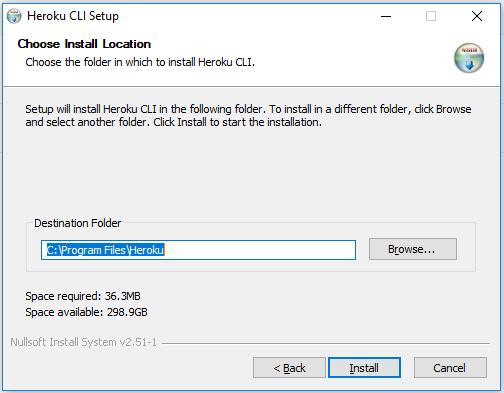 Heroku CLI Setup
Choose Install Location
Choose the folder in which to install Heroku CLI.
Setup will install Heroku CLI in the following folder. To install in a different folder, click Browse
and select another folder. Click Install to start the installation.
Destination Folder
C:\Program Files\Heroku
Browse...
Space required: 36.3MB
Space available: 298.9GB
Nullsoft Install System v2.51-1
< Back
Install
Cancel